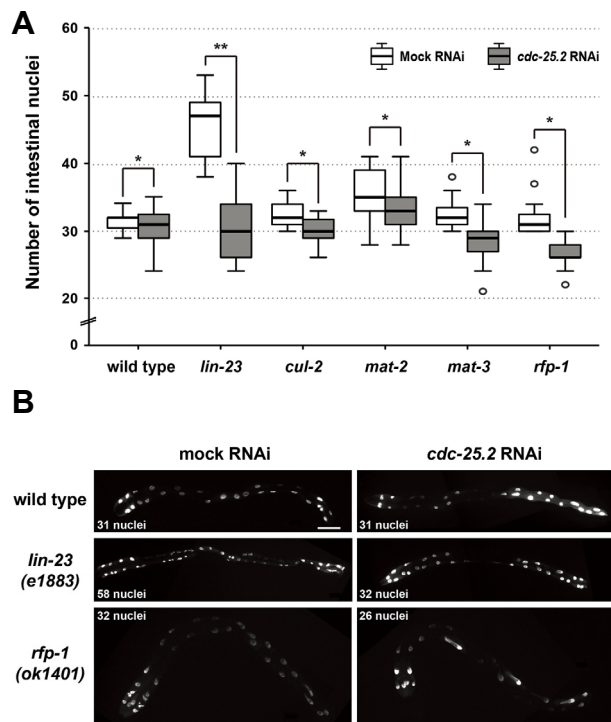 A
60
50
40
30
20
0
Number of intestinal nuclei
Mock RNAi
cdc-25.2 RNAi
*
**
*
*
*
*
wild type
lin-23
cul-2
mat-2
mat-3
rfp-1
B
mock RNAi
cdc-25.2 RNAi
wild type
31 nuclei
31 nuclei
lin-23
(e1883)
58 nuclei
32 nuclei
rfp-1
(ok1401)
32 nuclei
26 nuclei